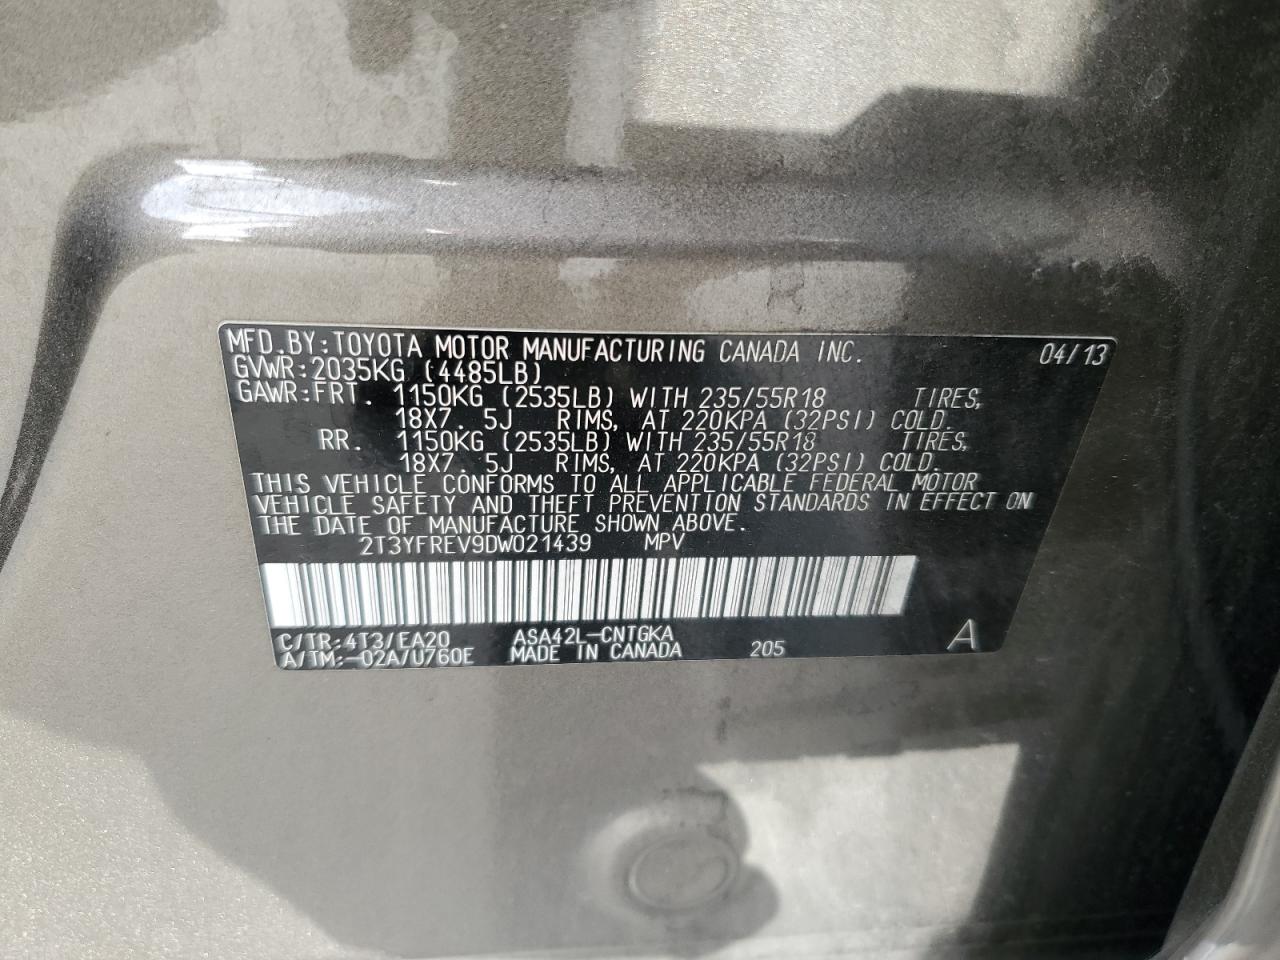 MFD.BY:TOYOTA MOTOR MANUFACTURING CANADA INC. 04/13
GVWR:2035KG (4485LB)
GAWR:FRT. 1150KG (2535LB) WITH 235/55R18 TIRES,
18X7.5J RIMS, AT 220KPA (32PSI) COLD.
RR. 1150KG (2535LB) WITH 235/55R18 TIRES,
18X7.5J RIMS, AT 220KPA (32PSI) COLD.
THIS VEHICLE CONFORMS TO ALL APPLICABLE FEDERAL MOTOR
VEHICLE SAFETY AND THEFT PREVENTION STANDARDS IN EFFECT ON
THE DATE OF MANUFACTURE SHOWN ABOVE.
2T3YFREV9DW021439 MPV
C/TR:4T3/EA20 ASA42L-CNTGKA
A/TM:-02A/U760E MADE IN CANADA 205 A